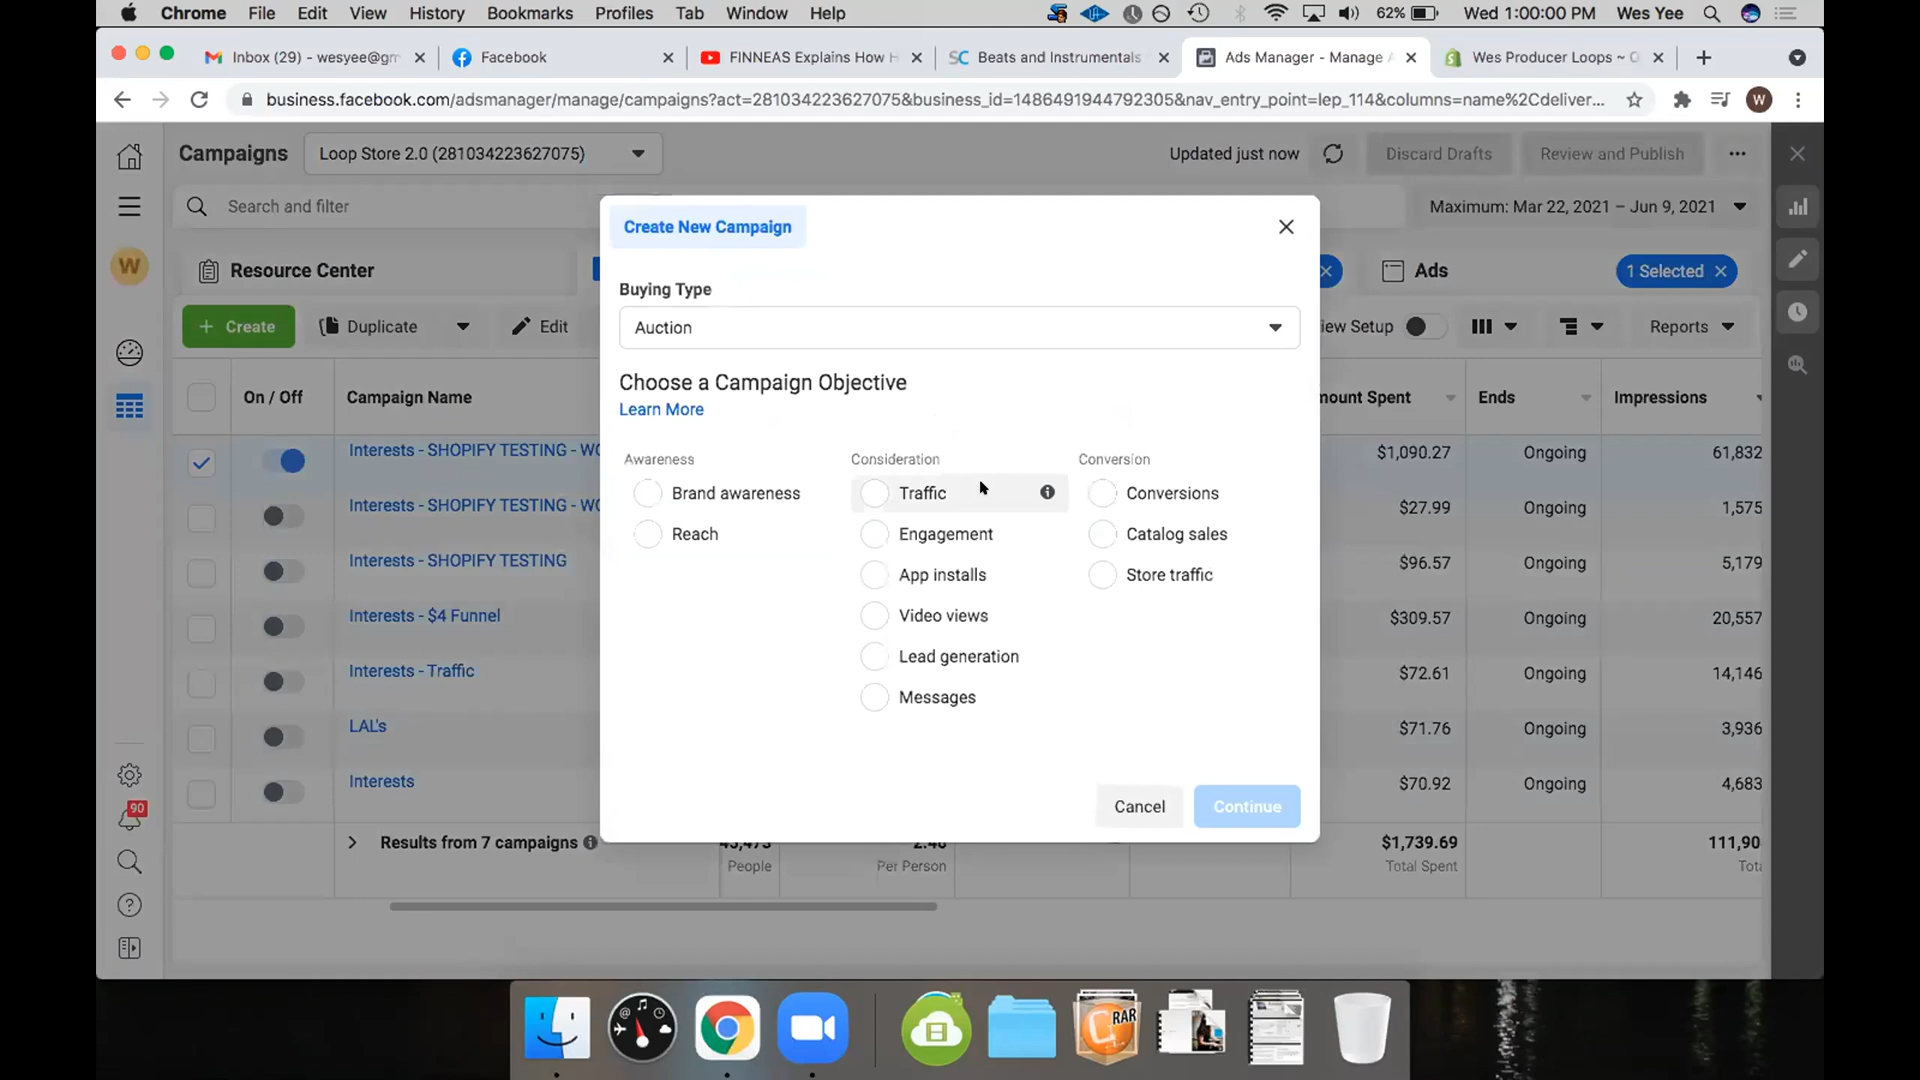 Chrome File Edit View History Bookmarks Profiles Tab Window Help 62% Wed 1:00:00 PM Wes Yee
Inbox (29) - wesyee@gm
Facebook
FINNEAS Explains How H
Beats and Instrumentals
Ads Manager - Manage A
Wes Producer Loops ~ O
business.facebook.com/adsmanager/manage/campaigns?act=281034223627075&business_id=1486491944792305&nav_entry_point=lep_114&columns=name%2Cdeliver...
W
Campaigns
Loop Store 2.0 (281034223627075)
Updated just now
Discard Drafts
Review and Publish
Search and filter
Maximum: Mar 22, 2021 – Jun 9, 2021
W
Resource Center
Ads
1 Selected
+ Create
Duplicate
Edit
iew Setup
Reports
On / Off
Campaign Name
mount Spent
Ends
Impressions
Interests - SHOPIFY TESTING - WO
$1,090.27
Ongoing
61,832
Interests - SHOPIFY TESTING - WO
$27.99
Ongoing
1,575
Interests - SHOPIFY TESTING
$96.57
Ongoing
5,179
Interests - $4 Funnel
$309.57
Ongoing
20,557
Interests - Traffic
$72.61
Ongoing
14,146
LAL's
$71.76
Ongoing
3,936
Interests
$70.92
Ongoing
4,683
90
Results from 7 campaigns
People
Per Person
$1,739.69
Total Spent
111,90
Tota
Create New Campaign
Buying Type
Auction
Choose a Campaign Objective
Learn More
Awareness
Brand awareness
Reach
Consideration
Traffic
Engagement
App installs
Video views
Lead generation
Messages
Conversion
Conversions
Catalog sales
Store traffic
Cancel
Continue
RAR